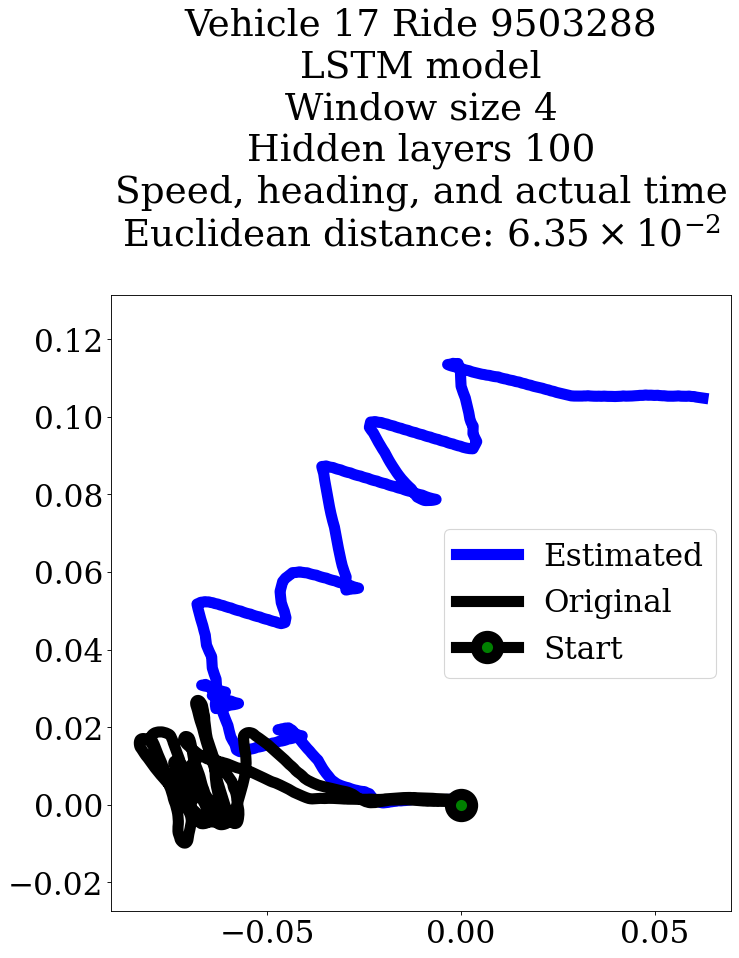 Vehicle 17 Ride 9503288
LSTM model
Window size 4
Hidden layers 100
Speed, heading, and actual time
Euclidean distance: 6.35 × 10⁻²
0.12
0.10
0.08
0.06
0.04
0.02
0.00
−0.02
Estimated
Original
Start
−0.05
0.00
0.05